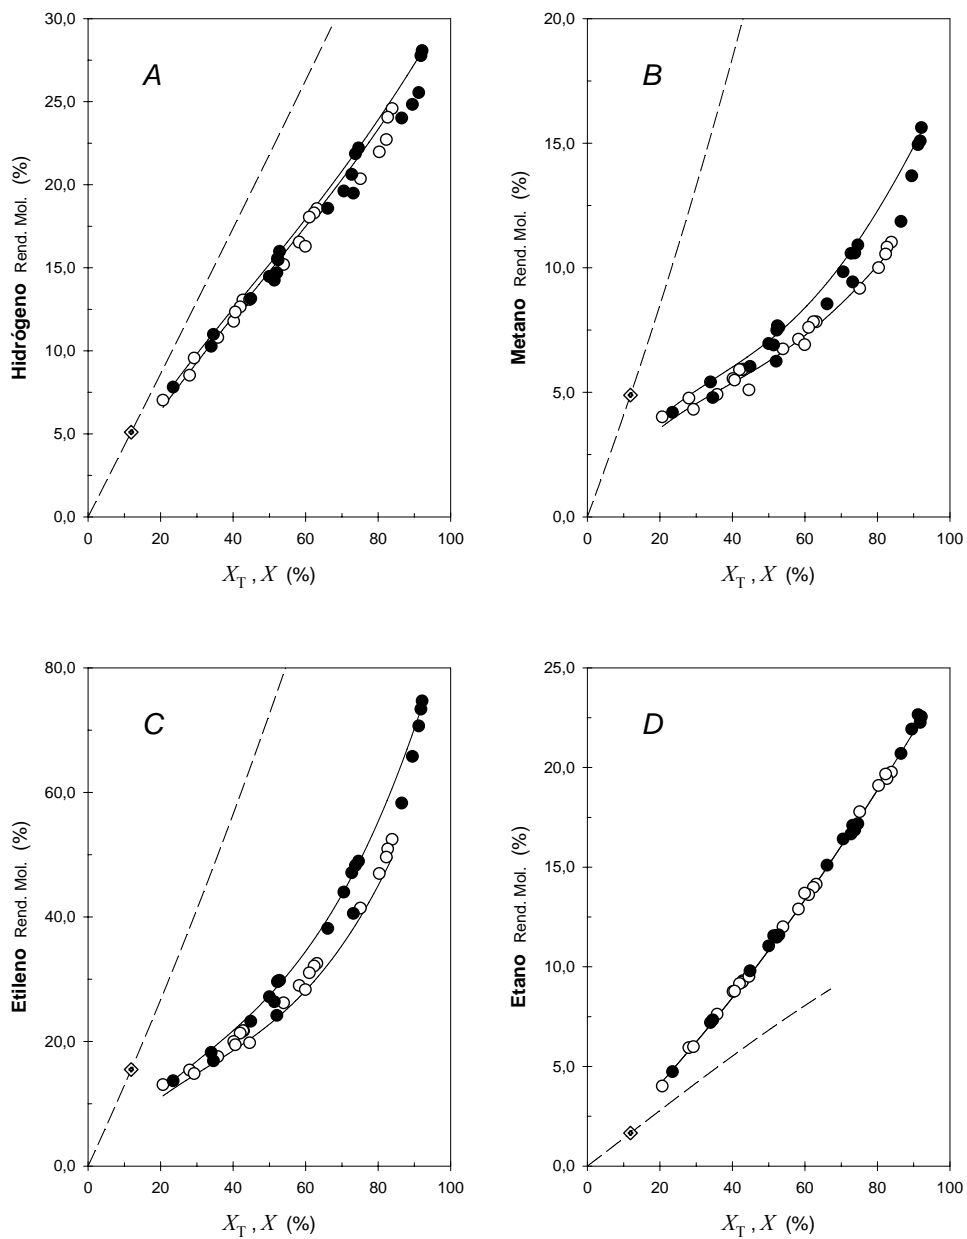 A
Hidrógeno Rend. Mol. (%)
30,0
25,0
20,0
15,0
10,0
5,0
0,0
0 20 40 60 80 100
X_T , X (%)
B
Metano Rend. Mol. (%)
20,0
15,0
10,0
5,0
0,0
0 20 40 60 80 100
X_T , X (%)
C
Etileno Rend. Mol. (%)
80,0
60,0
40,0
20,0
0,0
0 20 40 60 80 100
X_T , X (%)
D
Etano Rend. Mol. (%)
25,0
20,0
15,0
10,0
5,0
0,0
0 20 40 60 80 100
X_T , X (%)